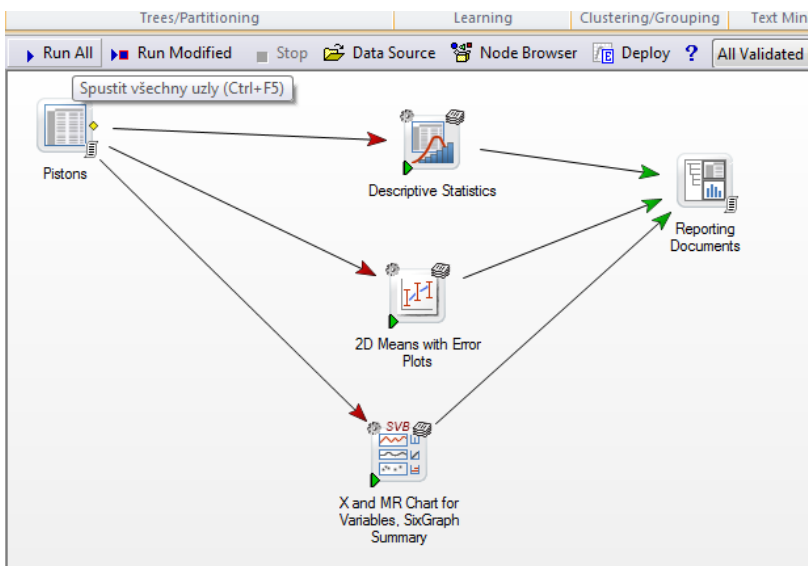 Trees/Partitioning Learning Clustering/Grouping Text Min
Run All Run Modified Stop Data Source Node Browser Deploy ? All Validated
Spustit všechny uzly (Ctrl+F5)
Pistons
Descriptive Statistics
Reporting
Documents
2D Means with Error
Plots
SVB
X and MR Chart for
Variables, SixGraph
Summary